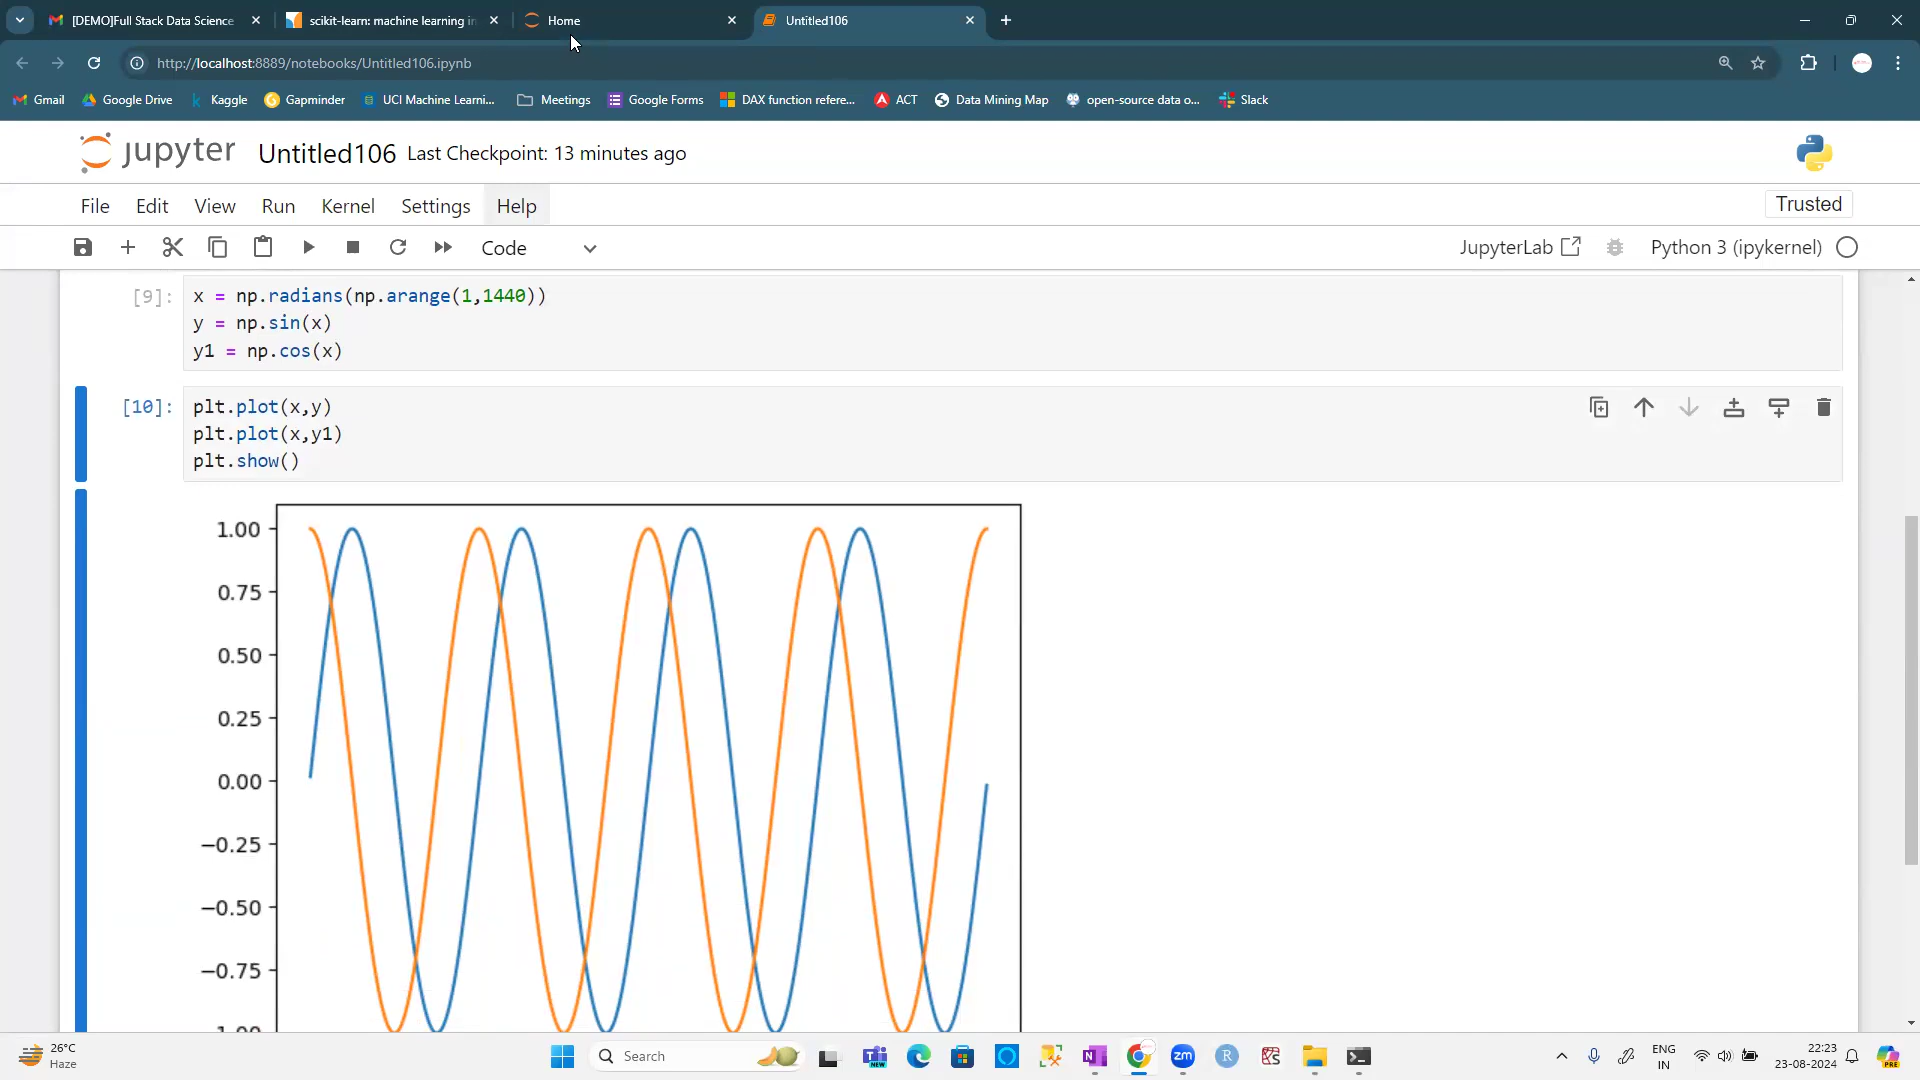 [DEMO]Full Stack Data Science
scikit-learn: machine learning in
Home
Untitled106
http://localhost:8889/notebooks/Untitled106.ipynb
Gmail
Google Drive
Kaggle
Gapminder
UCI Machine Learni...
Meetings
Google Forms
DAX function refere...
ACT
Data Mining Map
open-source data o...
Slack
jupyter
Untitled106
Last Checkpoint: 13 minutes ago
File
Edit
View
Run
Kernel
Settings
Help
Trusted
Code
JupyterLab
Python 3 (ipykernel)
[9]:
x = np.radians(np.arange(1,1440))
y = np.sin(x)
y1 = np.cos(x)
[10]:
plt.plot(x,y)
plt.plot(x,y1)
plt.show()
1.00
0.75
0.50
0.25
0.00
−0.25
−0.50
−0.75
26°C
Haze
Search
NEW
zm
R
ENG
IN
22:23
23-08-2024
PRE